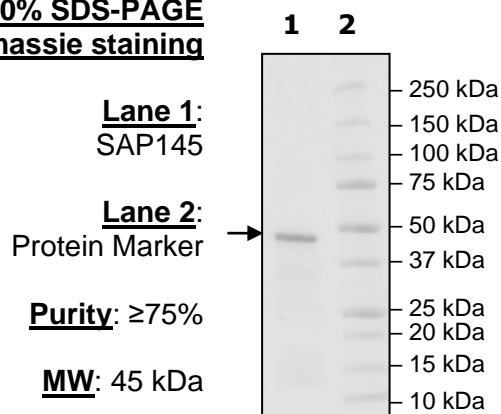 0% SDS-PAGE
massie staining
Lane 1:
SAP145
Lane 2:
Protein Marker
Purity: ≥75%
MW: 45 kDa
1 2
250 kDa
150 kDa
100 kDa
75 kDa
50 kDa
37 kDa
25 kDa
20 kDa
15 kDa
10 kDa